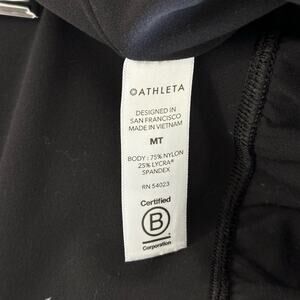 ATHLETA
DESIGNED IN
SAN FRANCISCO
MADE IN VIETNAM
MT
BODY : 75% NYLON
25% LYCRA®
SPANDEX
RN 54023
Certified
B
Corporation